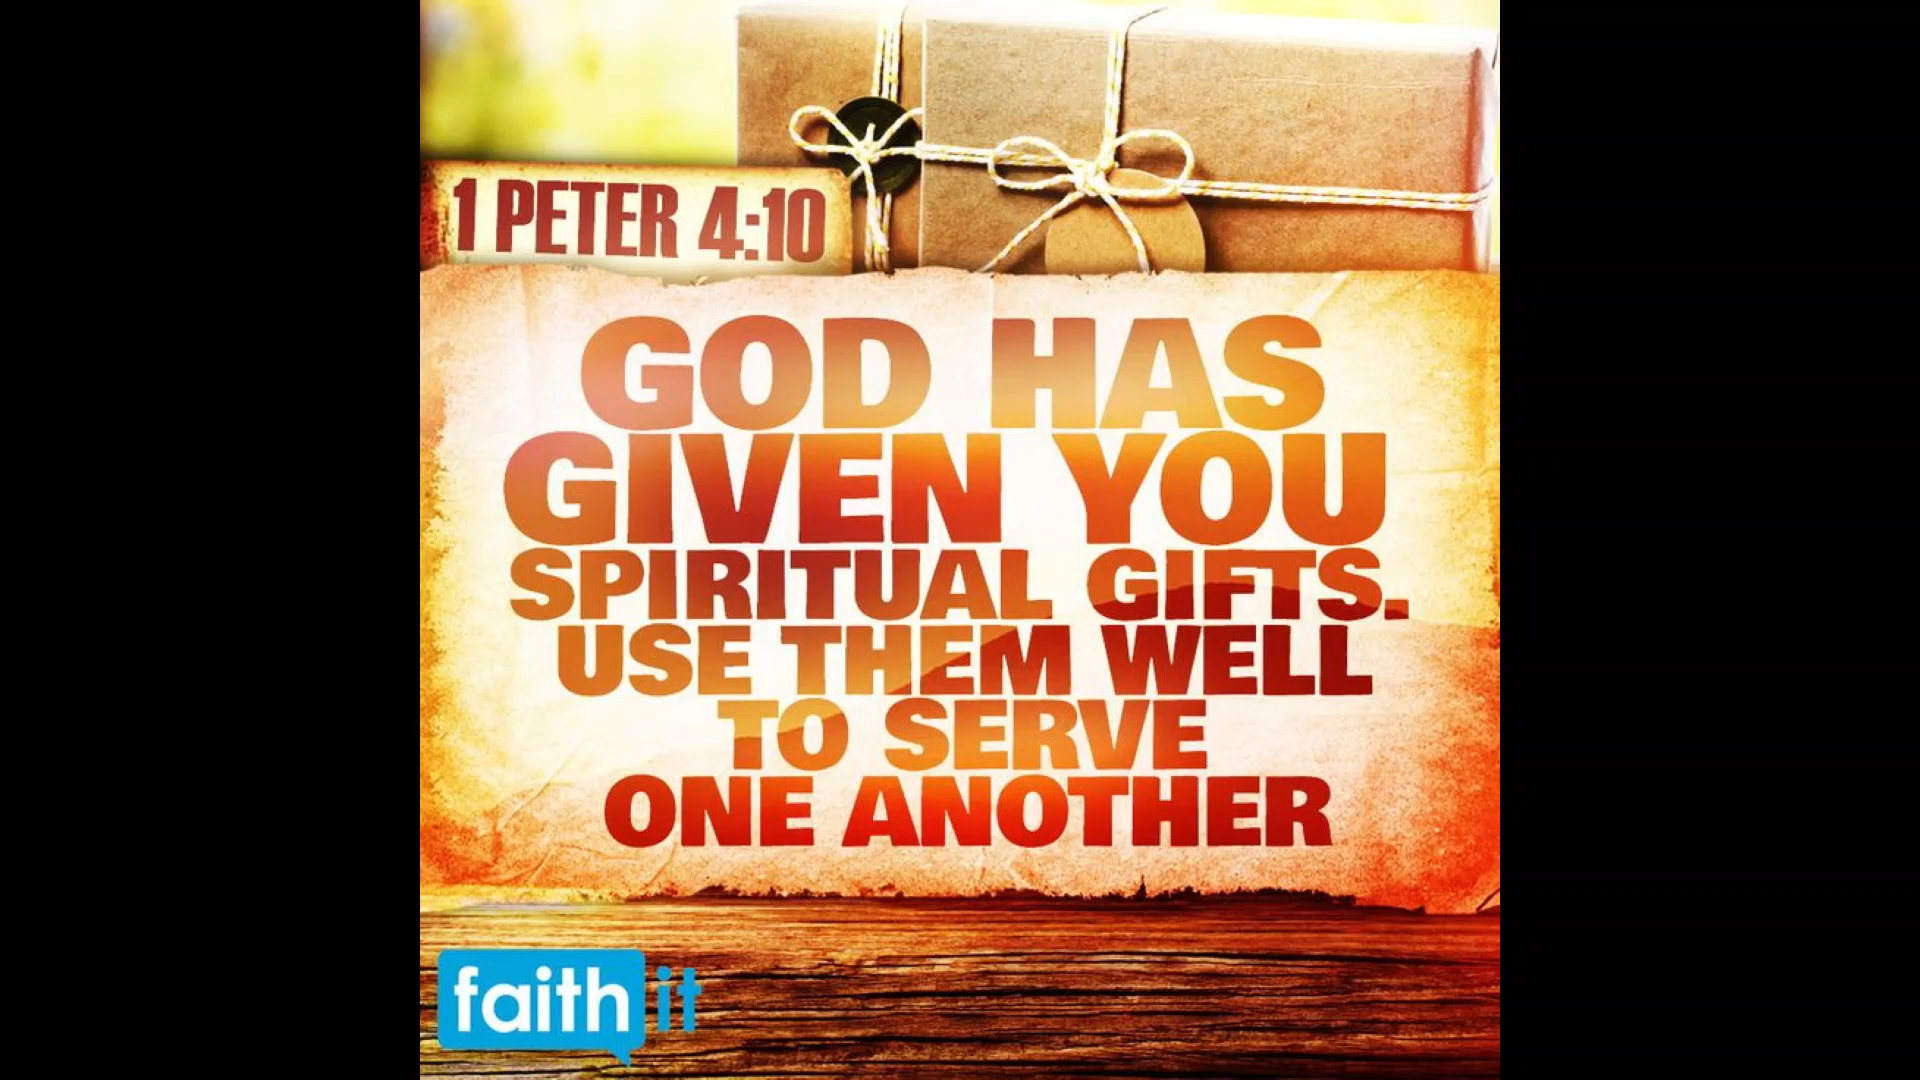 1 PETER 4:10
GOD HAS
GIVEN YOU
SPIRITUAL GIFTS.
USE THEM WELL
TO SERVE
ONE ANOTHER
faith it